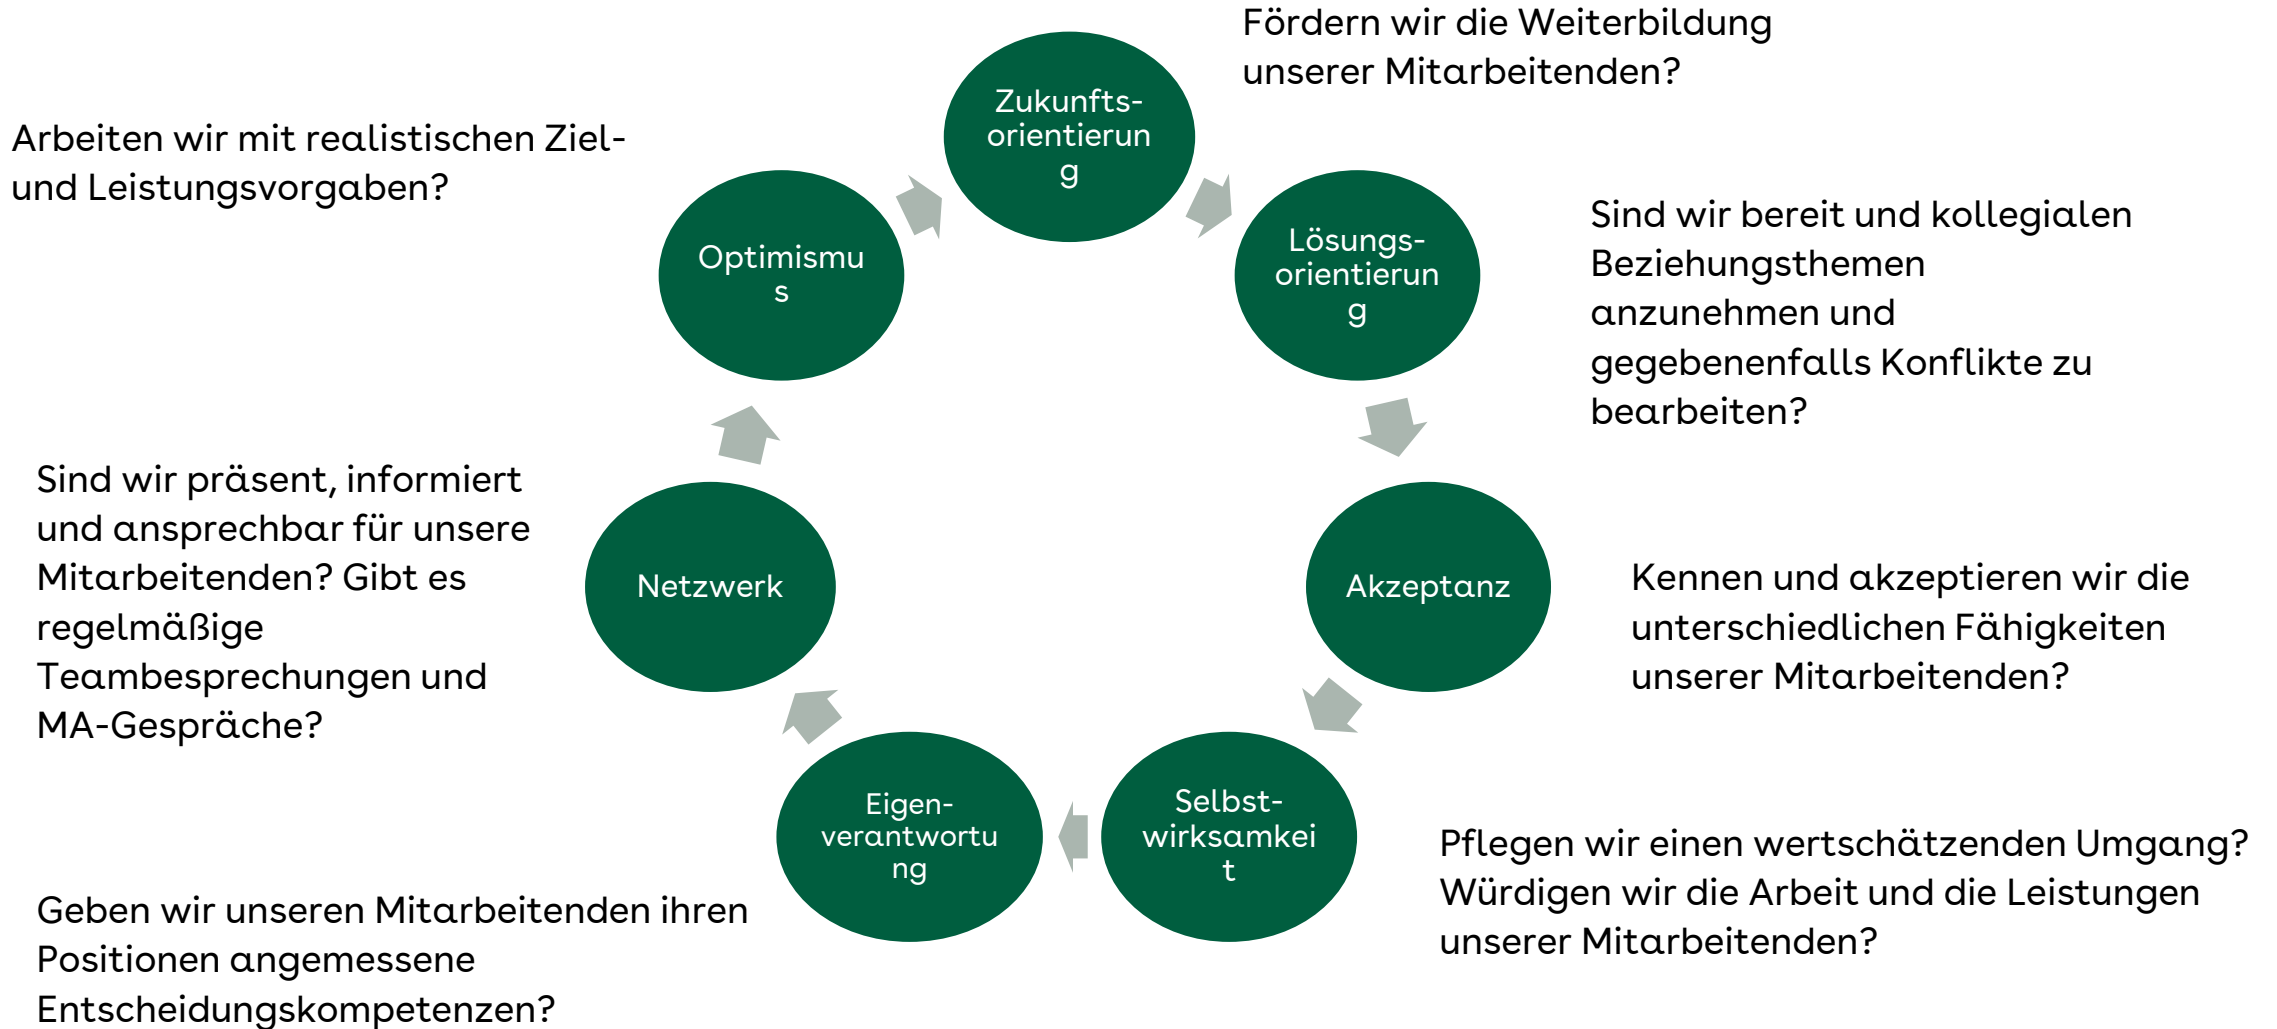 Fördern wir die Weiterbildung
unserer Mitarbeitenden?
Zukunfts-
orientierun
g
Arbeiten wir mit realistischen Ziel-
und Leistungsvorgaben?
Optimismu
s
Lösungs-
orientierun
g
Sind wir bereit und kollegialen
Beziehungsthemen
anzunehmen und
gegebenenfalls Konflikte zu
bearbeiten?
Sind wir präsent, informiert
und ansprechbar für unsere
Mitarbeitenden? Gibt es
regelmäßige
Teambesprechungen und
MA-Gespräche?
Netzwerk
Akzeptanz
Kennen und akzeptieren wir die
unterschiedlichen Fähigkeiten
unserer Mitarbeitenden?
Eigen-
verantwortu
ng
Selbst-
wirksamkei
t
Pflegen wir einen wertschätzenden Umgang?
Würdigen wir die Arbeit und die Leistungen
unserer Mitarbeitenden?
Geben wir unseren Mitarbeitenden ihren
Positionen angemessene
Entscheidungskompetenzen?